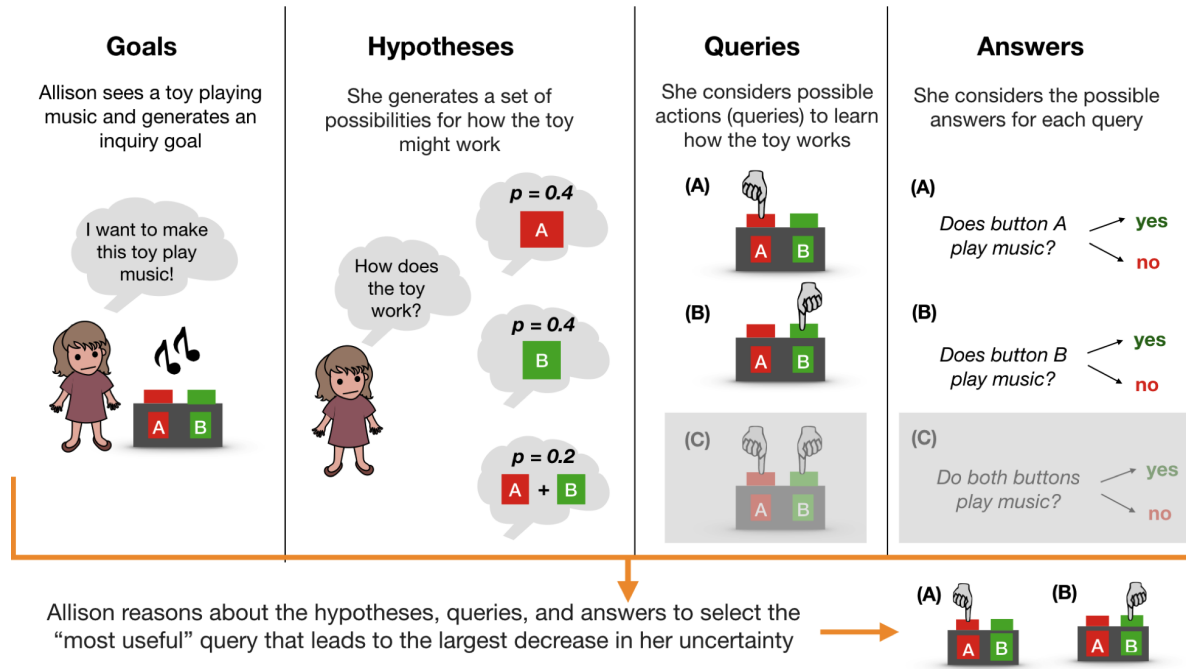 Goals
Allison sees a toy playing
music and generates an
inquiry goal
I want to make
this toy play
music!
A B
Hypotheses
She generates a set of
possibilities for how the toy
might work
p = 0.4
A
How does
the toy
work?
p = 0.4
B
p = 0.2
A + B
Queries
She considers possible
actions (queries) to learn
how the toy works
(A)
A B
(B)
A B
(C)
A B
Answers
She considers the possible
answers for each query
(A)
Does button A
play music?
yes
no
(B)
Does button B
play music?
yes
no
(C)
Do both buttons
play music?
yes
no
Allison reasons about the hypotheses, queries, and answers to select the
“most useful” query that leads to the largest decrease in her uncertainty
(A)
A B
(B)
A B